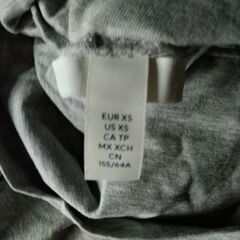 EUR XS
US XS
CA TP
MX XCH
CN
155/64A